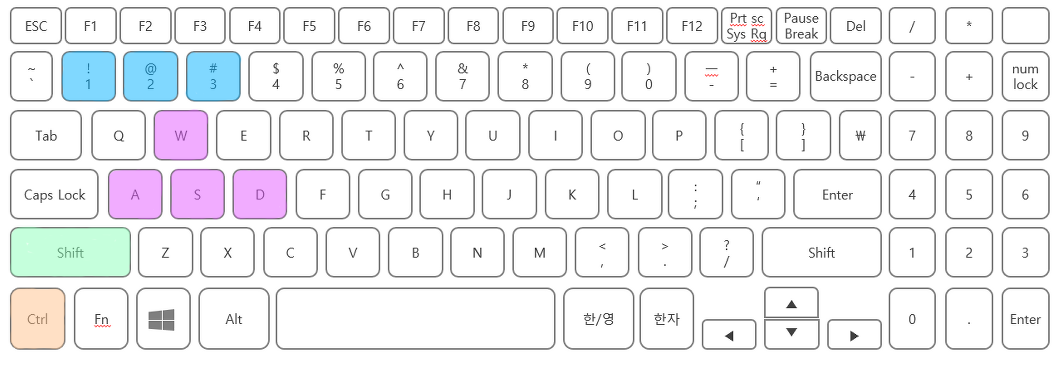 ESC F1 F2 F3 F4 F5 F6 F7 F8 F9 F10 F11 F12 Prt sc Pause Del / *
Sys Rq Break
~ ! @ # $ % ^ & * ( ) — + Backspace - + num
` 1 2 3 4 5 6 7 8 9 0 - = lock
Tab Q W E R T Y U I O P { } ₩ 7 8 9
[ ]
Caps Lock A S D F G H J K L : " Enter 4 5 6
; '
Shift Z X C V B N M < > ? Shift 1 2 3
, . /
Ctrl Fn Alt 한/영 한자 ◀ ▲ ▼ ▶ 0 . Enter